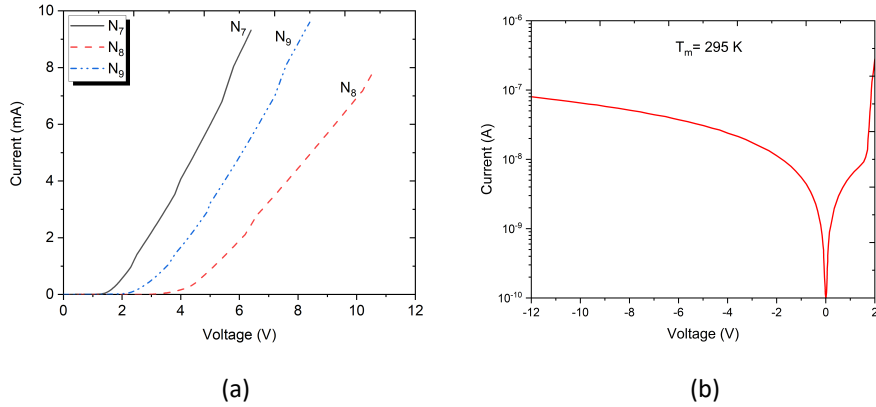 10
8
6
4
2
0
Current (mA)
N7
N8
N9
N7
N9
N8
0 2 4 6 8 10 12
Voltage (V)
(a)
10-6
10-7
10-8
10-9
10-10
Current (A)
Tm= 295 K
-12 -10 -8 -6 -4 -2 0 2
Voltage (V)
(b)